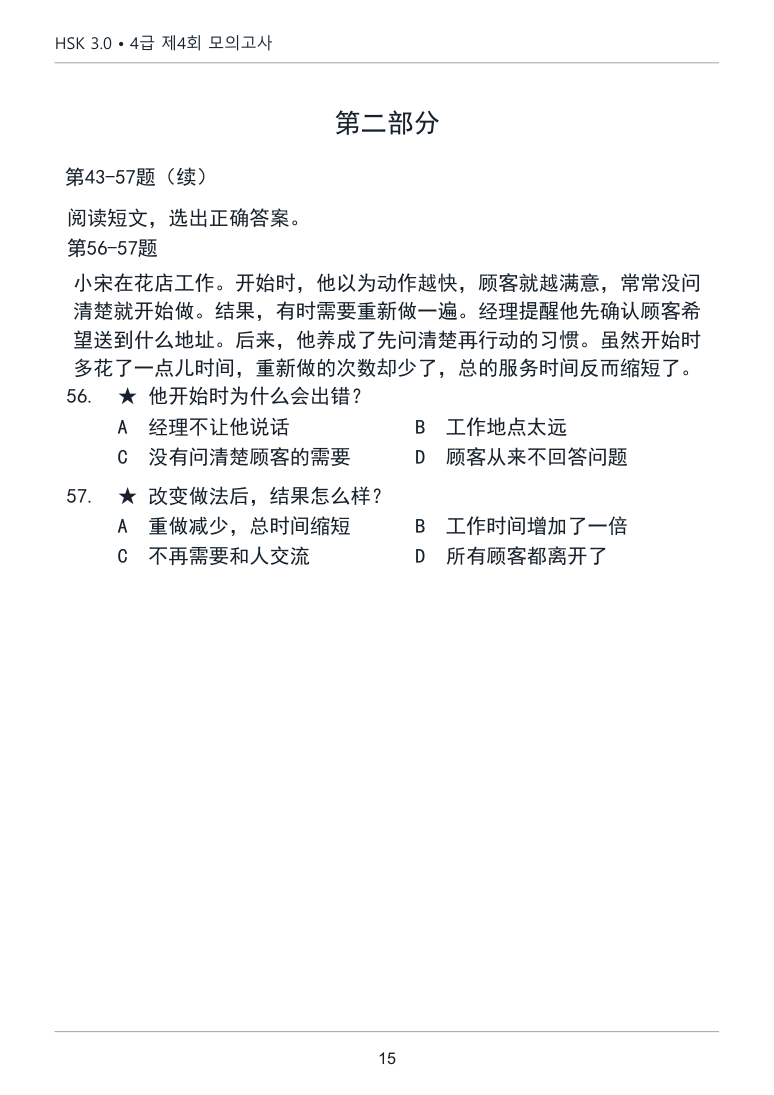 HSK 3.0 • 4급 제4회 모의고사
第二部分
第43-57题（续）
阅读短文，选出正确答案。
第56-57题
小宋在花店工作。开始时，他以为动作越快，顾客就越满意，常常没问
清楚就开始做。结果，有时需要重新做一遍。经理提醒他先确认顾客希
望送到什么地址。后来，他养成了先问清楚再行动的习惯。虽然开始时
多花了一点儿时间，重新做的次数却少了，总的服务时间反而缩短了。
56. ★ 他开始时为什么会出错？
A 经理不让他说话 B 工作地点太远
C 没有问清楚顾客的需要 D 顾客从来不回答问题
57. ★ 改变做法后，结果怎么样？
A 重做减少，总时间缩短 B 工作时间增加了一倍
C 不再需要和人交流 D 所有顾客都离开了
15